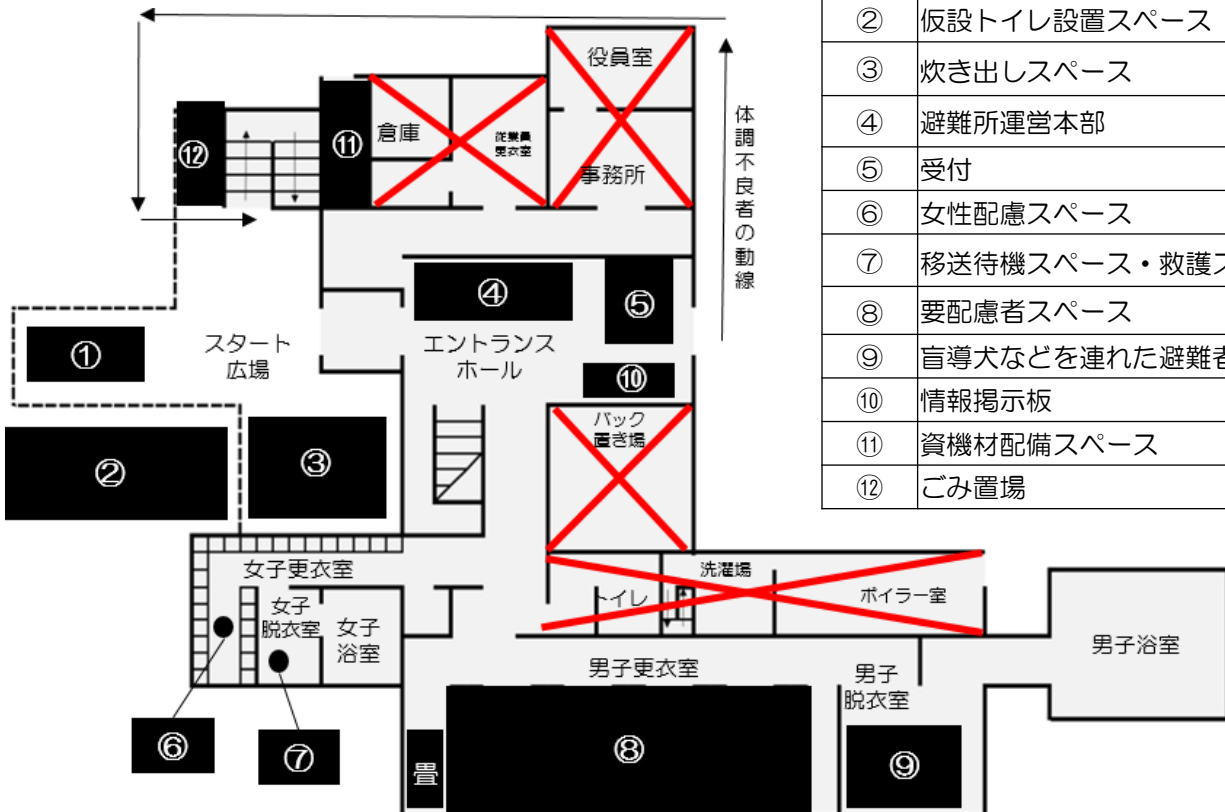 役員室
倉庫
従業員
更衣室
事務所
体調不良者の動線
⑫
⑪
④
⑤
①
スタート
広場
エントランス
ホール
⑩
バック
置き場
②
③
女子更衣室
洗濯場
トイレ
ボイラー室
女子
脱衣室
女子
浴室
男子更衣室
男子
脱衣室
男子浴室
⑥
⑦
畳
⑧
⑨
② 仮設トイレ設置スペース
③ 炊き出しスペース
④ 避難所運営本部
⑤ 受付
⑥ 女性配慮スペース
⑦ 移送待機スペース・救護ス
⑧ 要配慮者スペース
⑨ 盲導犬などを連れた避難者
⑩ 情報掲示板
⑪ 資機材配備スペース
⑫ ごみ置場